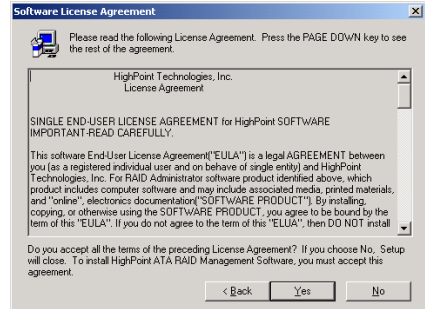 Software License Agreement
Please read the following License Agreement. Press the PAGE DOWN key to see
the rest of the agreement.
HighPoint Technologies, Inc.
License Agreement
SINGLE END-USER LICENSE AGREEMENT for HighPoint SOFTWARE
IMPORTANT-READ CAREFULLY.
This software End-User License Agreement("EULA") is a legal AGREEMENT between
you (as a registered individual user and on behave of single entity) and HighPoint
Technologies, Inc. For RAID Administrator software product identified above, which
product includes computer software and may include associated media, printed materials,
and "online", electronics documentation("SOFTWARE PRODUCT"). By installing,
copying, or otherwise using the SOFTWARE PRODUCT, you agree to be bound by the
term of this "EULA". If you do not agree to the term of this "ELUA", then DO NOT install
Do you accept all the terms of the preceding License Agreement? If you choose No, Setup
will close. To install HighPoint ATA RAID Management Software, you must accept this
agreement.
< Back Yes No